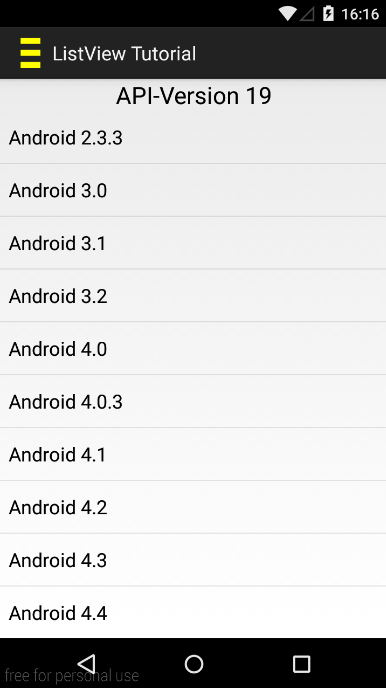 16:16
ListView Tutorial
API-Version 19
Android 2.3.3
Android 3.0
Android 3.1
Android 3.2
Android 4.0
Android 4.0.3
Android 4.1
Android 4.2
Android 4.3
Android 4.4
free for personal use